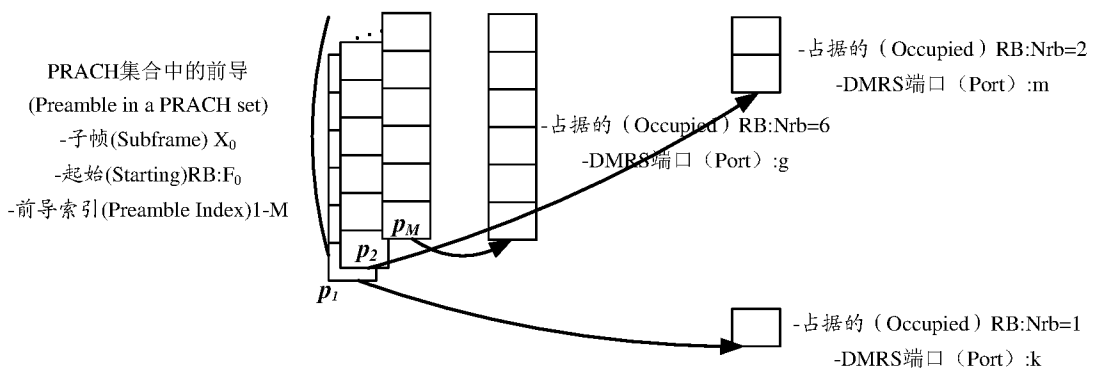 PRACH集合中的前导
(Preamble in a PRACH set)
-子帧(Subframe) X₀
-起始(Starting)RB:F₀
-前导索引(Preamble Index)1-M
...
p₁
p₂
p_M
-占据的（Occupied）RB:Nrb=6
-DMRS端口（Port）:g
-占据的（Occupied）RB:Nrb=2
-DMRS端口（Port）:m
-占据的（Occupied）RB:Nrb=1
-DMRS端口（Port）:k